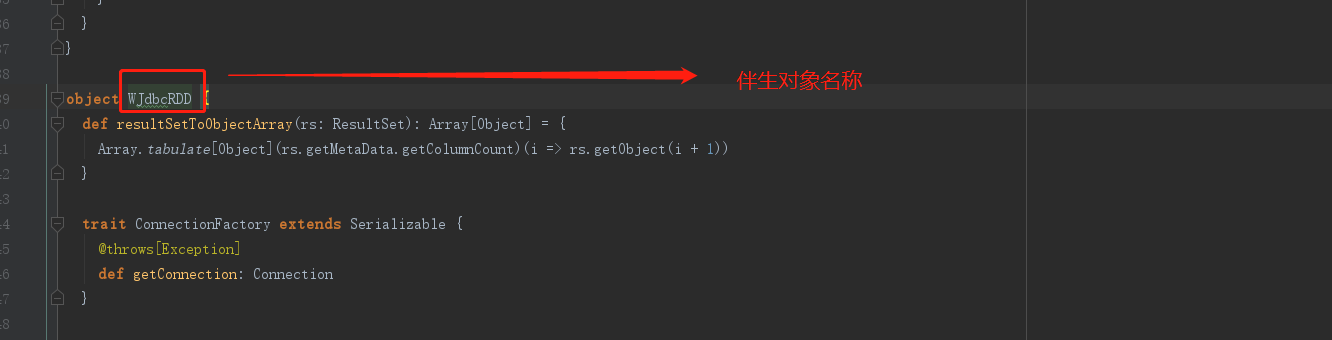 }
36 }
37 }
38
39 object WJdbcRDD {
伴生对象名称
40 def resultSetToObjectArray(rs: ResultSet): Array[Object] = {
41 Array.tabulate[Object](rs.getMetaData.getColumnCount)(i => rs.getObject(i + 1))
42 }
43
44 trait ConnectionFactory extends Serializable {
45 @throws[Exception]
46 def getConnection: Connection
47 }
48